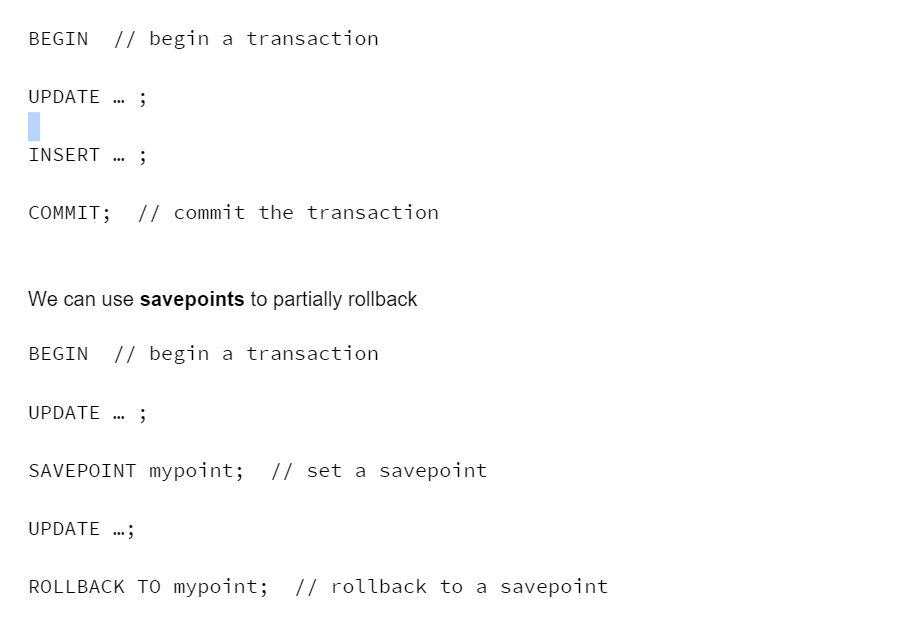 BEGIN  // begin a transaction
UPDATE … ;
INSERT … ;
COMMIT;  // commit the transaction
We can use savepoints to partially rollback
BEGIN  // begin a transaction
UPDATE … ;
SAVEPOINT mypoint;  // set a savepoint
UPDATE …;
ROLLBACK TO mypoint;  // rollback to a savepoint